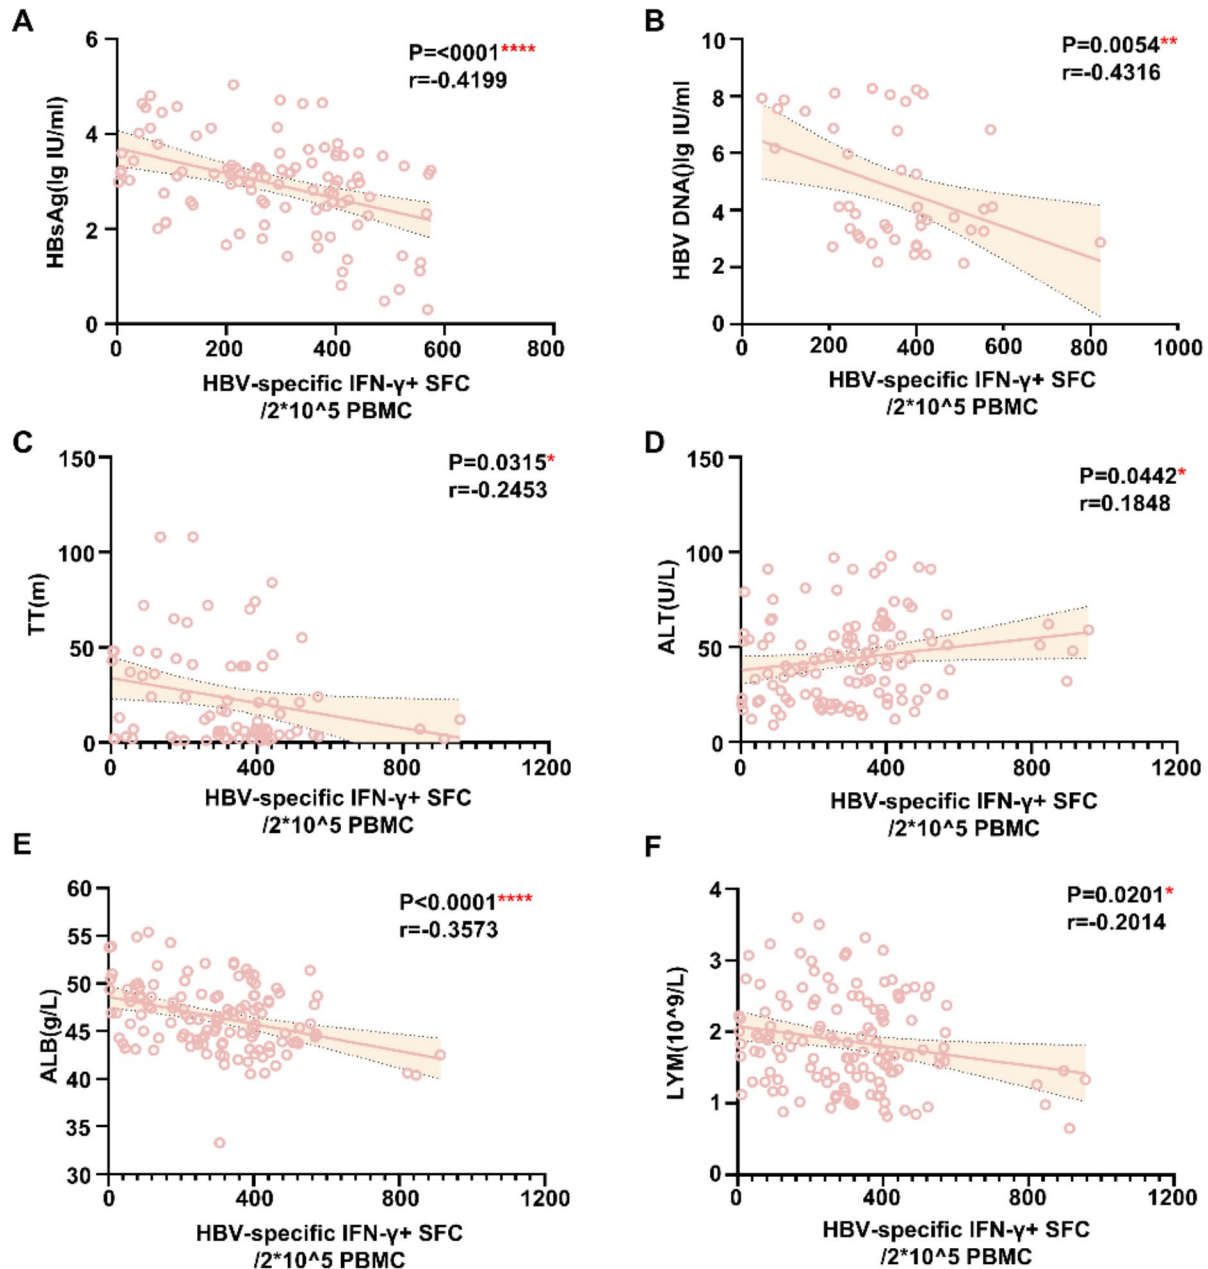 A
P=<0001****
r=-0.4199
HBsAg(lg IU/ml)
6
4
2
0
0 200 400 600 800
HBV-specific IFN-γ+ SFC
/2*10^5 PBMC
B
P=0.0054**
r=-0.4316
HBV DNA()lg IU/ml
10
8
6
4
2
0
0 200 400 600 800 1000
HBV-specific IFN-γ+ SFC
/2*10^5 PBMC
C
P=0.0315*
r=-0.2453
TT(m)
150
100
50
0
0 400 800 1200
HBV-specific IFN-γ+ SFC
/2*10^5 PBMC
D
P=0.0442*
r=0.1848
ALT(U/L)
150
100
50
0
0 400 800 1200
HBV-specific IFN-γ+ SFC
/2*10^5 PBMC
E
P<0.0001****
r=-0.3573
ALB(g/L)
60
55
50
45
40
35
30
0 400 800 1200
HBV-specific IFN-γ+ SFC
/2*10^5 PBMC
F
P=0.0201*
r=-0.2014
LYM(10^9/L)
4
3
2
1
0
0 400 800 1200
HBV-specific IFN-γ+ SFC
/2*10^5 PBMC